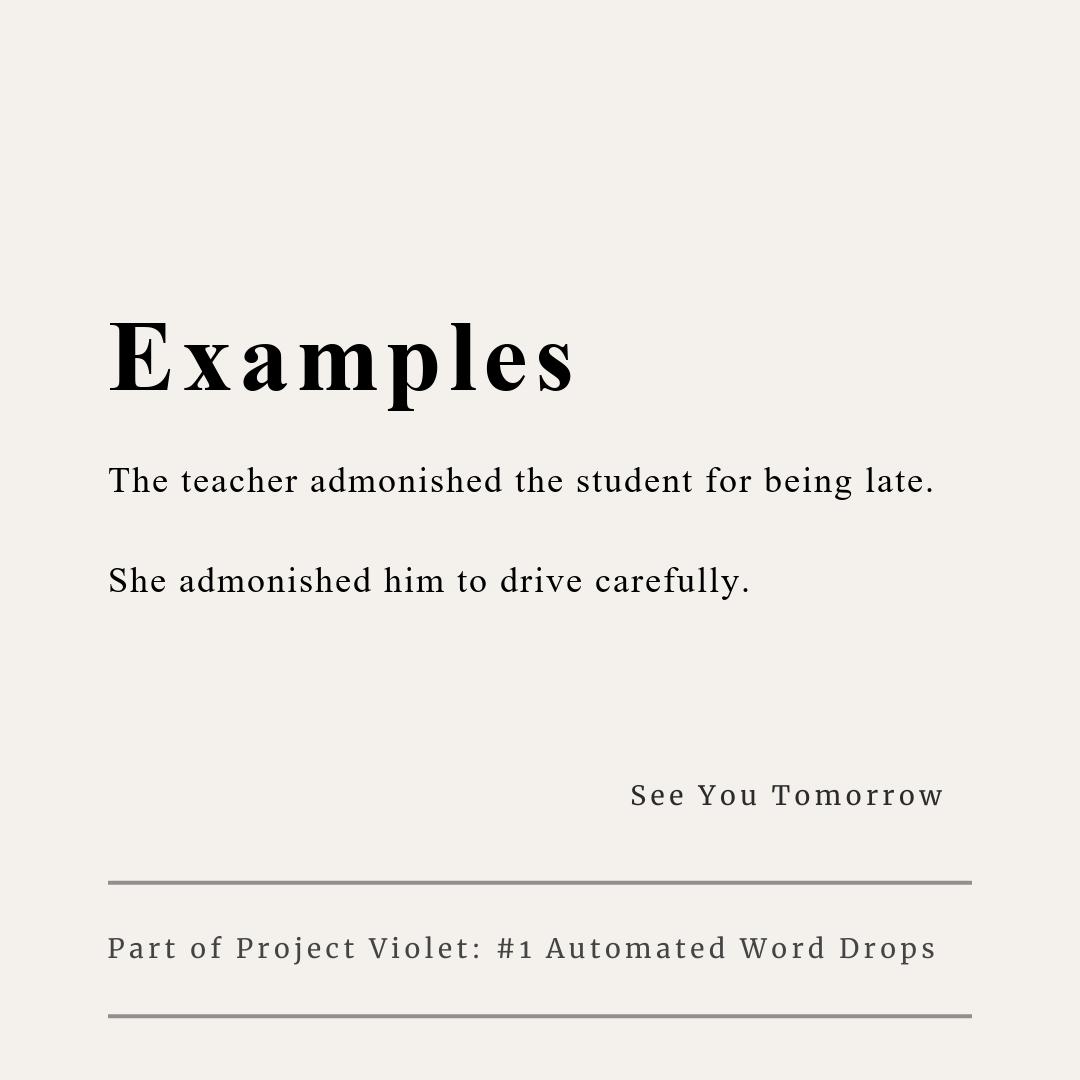 Examples
The teacher admonished the student for being late.
She admonished him to drive carefully.
See You Tomorrow
Part of Project Violet: #1 Automated Word Drops